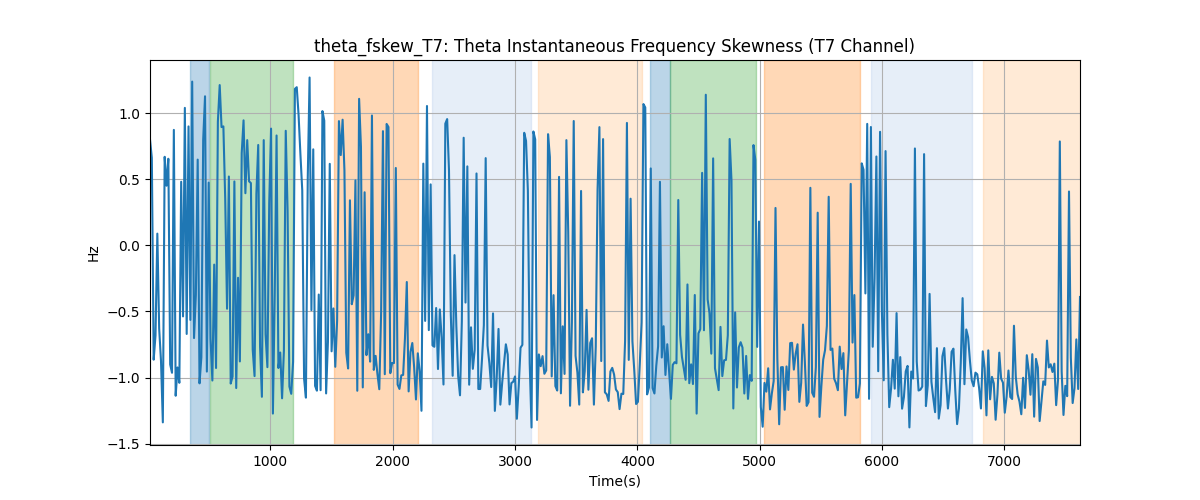 theta_fskew_T7: Theta Instantaneous Frequency Skewness (T7 Channel)
1.0
0.5
0.0
−0.5
−1.0
−1.5
Hz
1000 2000 3000 4000 5000 6000 7000
Time(s)